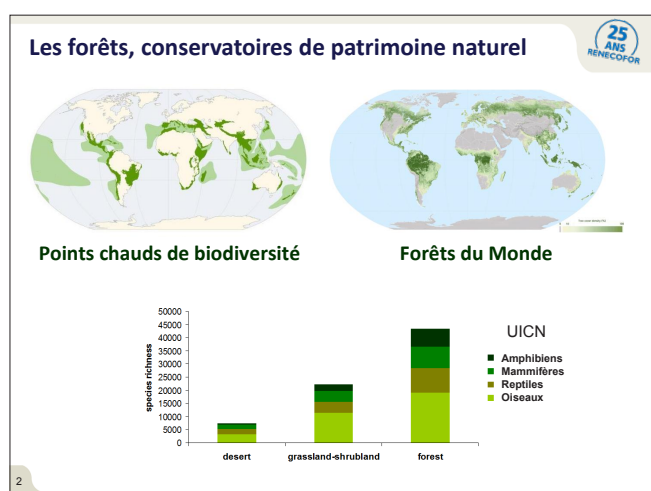 Les forêts, conservatoires de patrimoine naturel
25
ANS
RENECOFOR
Points chauds de biodiversité
Forêts du Monde
50000
45000
40000
35000
30000
25000
20000
15000
10000
5000
0
species richness
desert
grassland-shrubland
forest
UICN
Amphibiens
Mammifères
Reptiles
Oiseaux
2